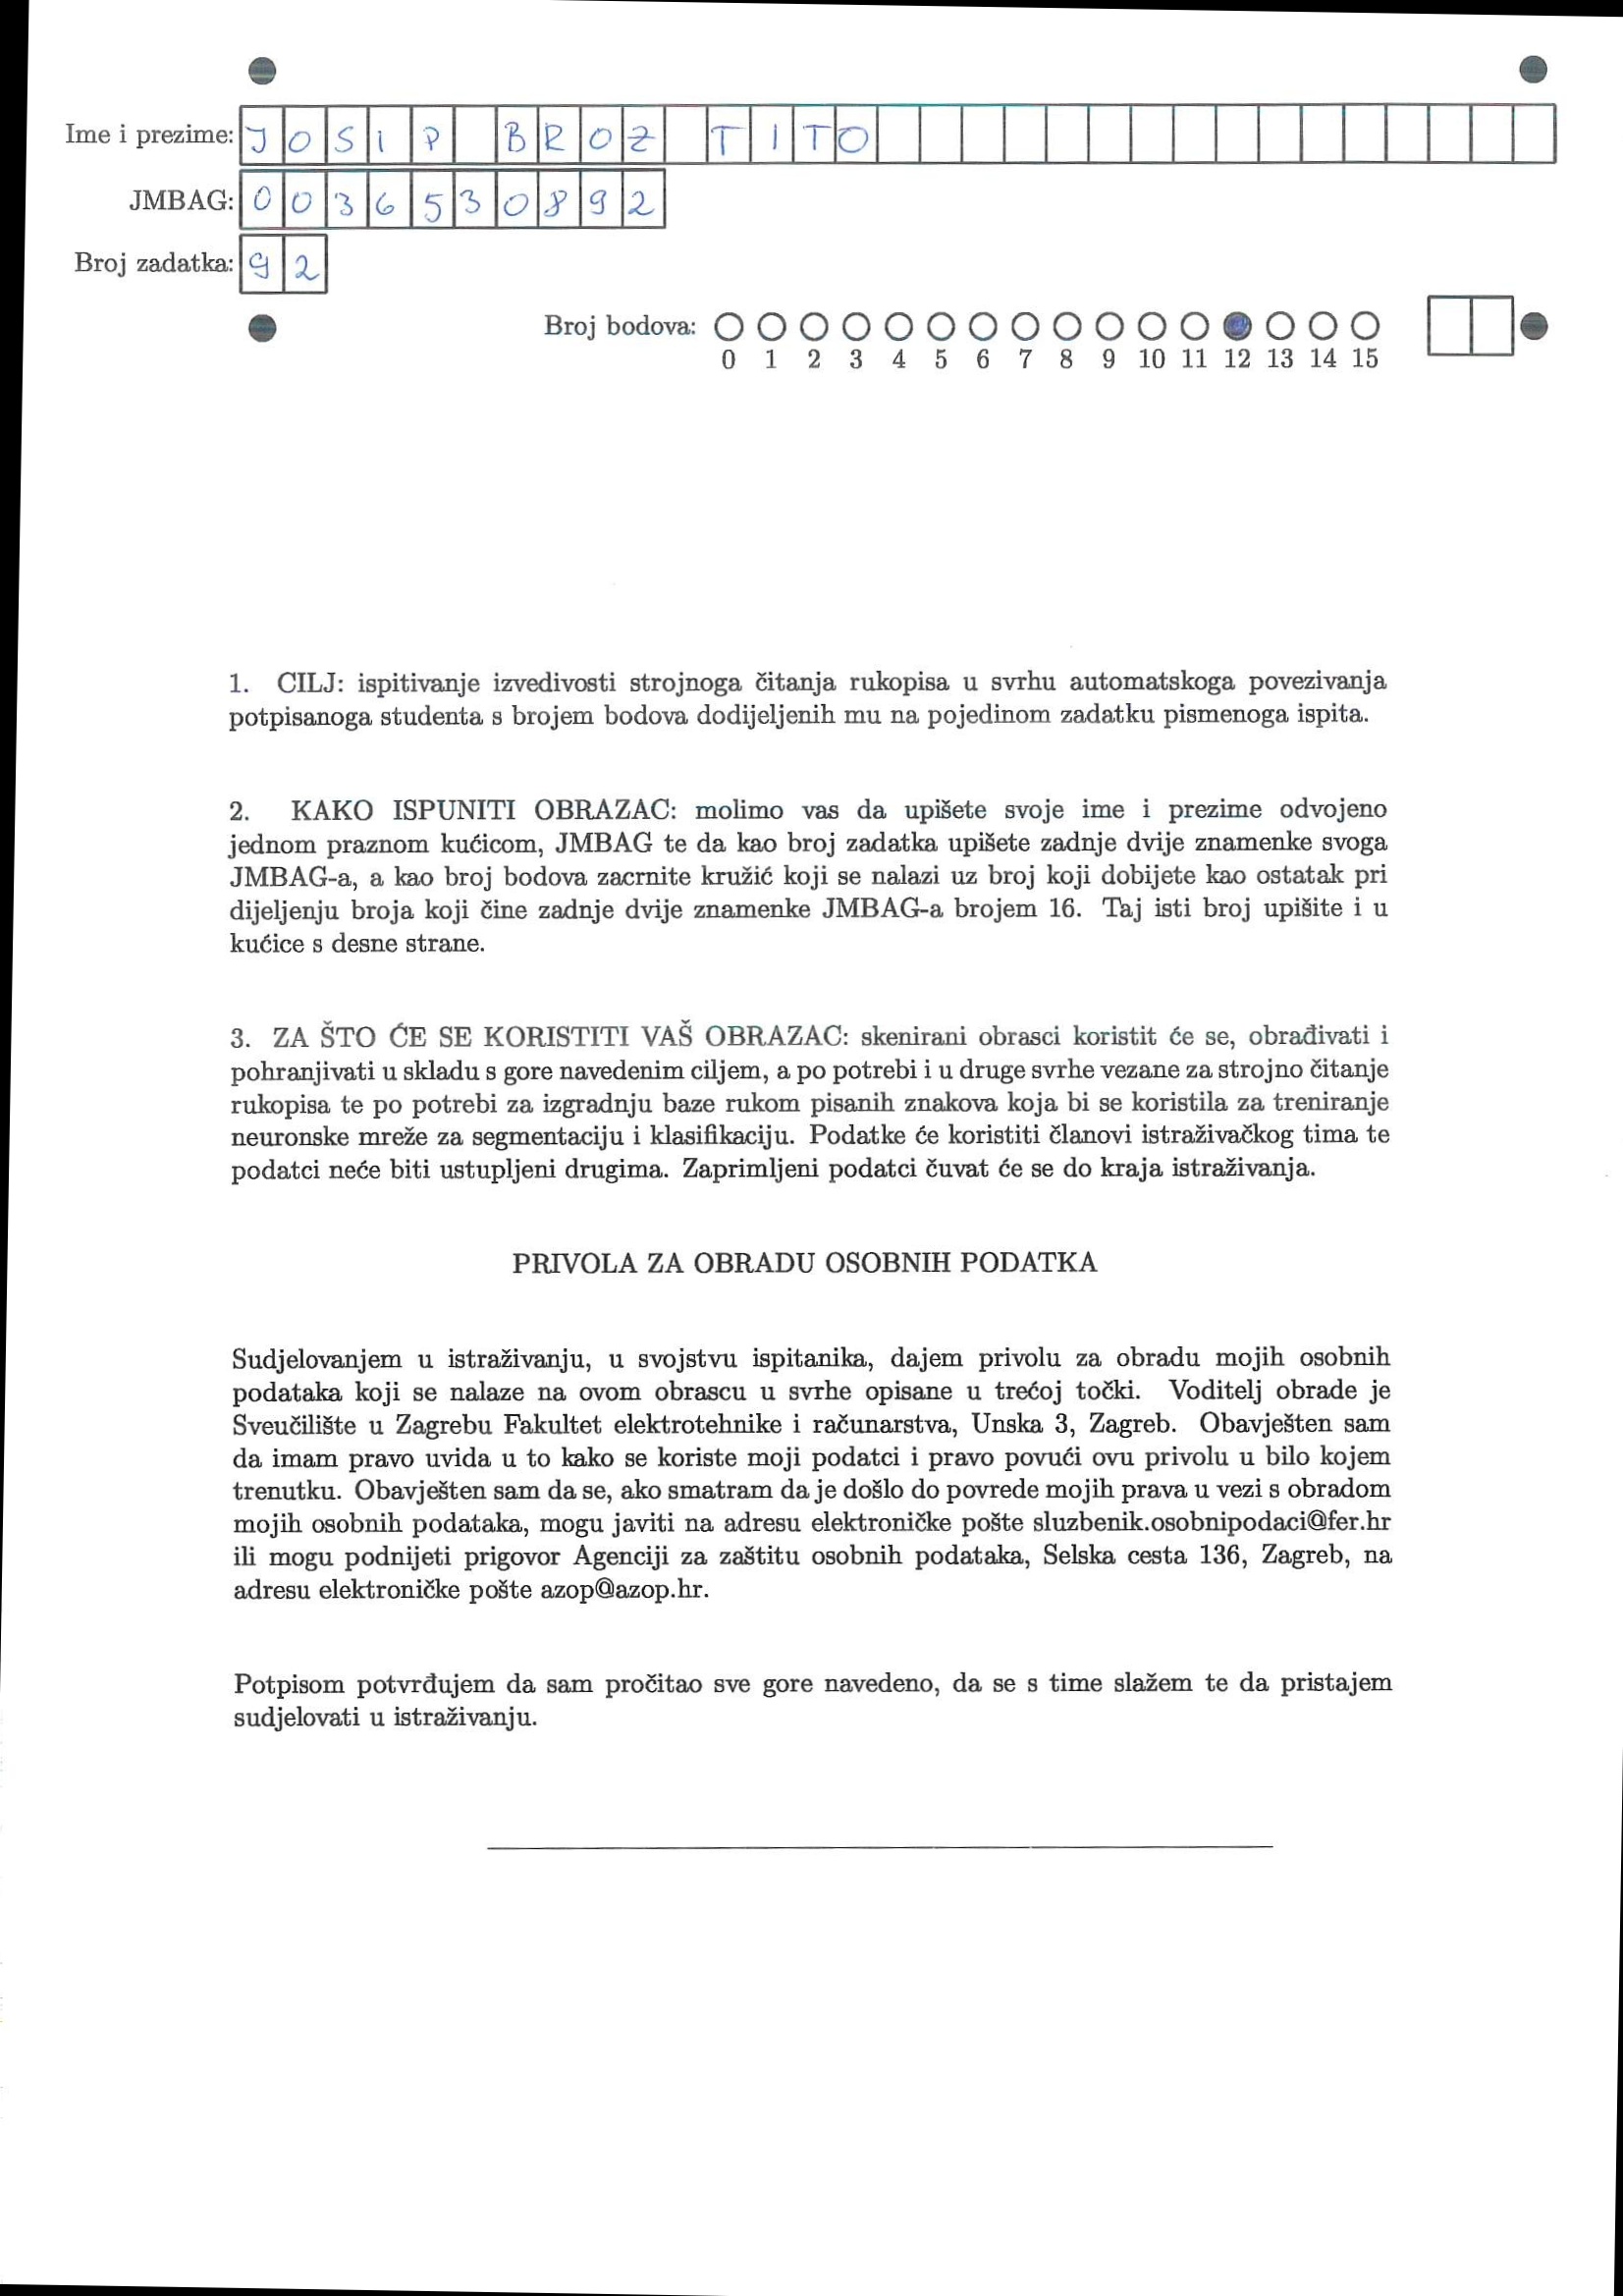 Ime i prezime: JOSIP BROZ TITO
JMBAG: 0036530892
Broj zadatka: 92
Broj bodova:
0 1 2 3 4 5 6 7 8 9 10 11 12 13 14 15
1. CILJ: ispitivanje izvedivosti strojnoga čitanja rukopisa u svrhu automatskoga povezivanja
potpisanoga studenta s brojem bodova dodijeljenih mu na pojedinom zadatku pismenoga ispita.
2. KAKO ISPUNITI OBRAZAC: molimo vas da upišete svoje ime i prezime odvojeno
jednom praznom kućicom, JMBAG te da kao broj zadatka upišete zadnje dvije znamenke svoga
JMBAG-a, a kao broj bodova zacrnite kružić koji se nalazi uz broj koji dobijete kao ostatak pri
dijeljenju broja koji čine zadnje dvije znamenke JMBAG-a brojem 16. Taj isti broj upišite i u
kućice s desne strane.
3. ZA ŠTO ĆE SE KORISTITI VAŠ OBRAZAC: skenirani obrasci koristit će se, obrađivati i
pohranjivati u skladu s gore navedenim ciljem, a po potrebi i u druge svrhe vezane za strojno čitanje
rukopisa te po potrebi za izgradnju baze rukom pisanih znakova koja bi se koristila za treniranje
neuronske mreže za segmentaciju i klasifikaciju. Podatke će koristiti članovi istraživačkog tima te
podatci neće biti ustupljeni drugima. Zaprimljeni podatci čuvat će se do kraja istraživanja.
PRIVOLA ZA OBRADU OSOBNIH PODATKA
Sudjelovanjem u istraživanju, u svojstvu ispitanika, dajem privolu za obradu mojih osobnih
podataka koji se nalaze na ovom obrascu u svrhe opisane u trećoj točki. Voditelj obrade je
Sveučilište u Zagrebu Fakultet elektrotehnike i računarstva, Unska 3, Zagreb. Obavješten sam
da imam pravo uvida u to kako se koriste moji podatci i pravo povući ovu privolu u bilo kojem
trenutku. Obavješten sam da se, ako smatram da je došlo do povrede mojih prava u vezi s obradom
mojih osobnih podataka, mogu javiti na adresu elektroničke pošte sluzbenik.osobnipodaci@fer.hr
ili mogu podnijeti prigovor Agenciji za zaštitu osobnih podataka, Selska cesta 136, Zagreb, na
adresu elektroničke pošte azop@azop.hr.
Potpisom potvrđujem da sam pročitao sve gore navedeno, da se s time slažem te da pristajem
sudjelovati u istraživanju.